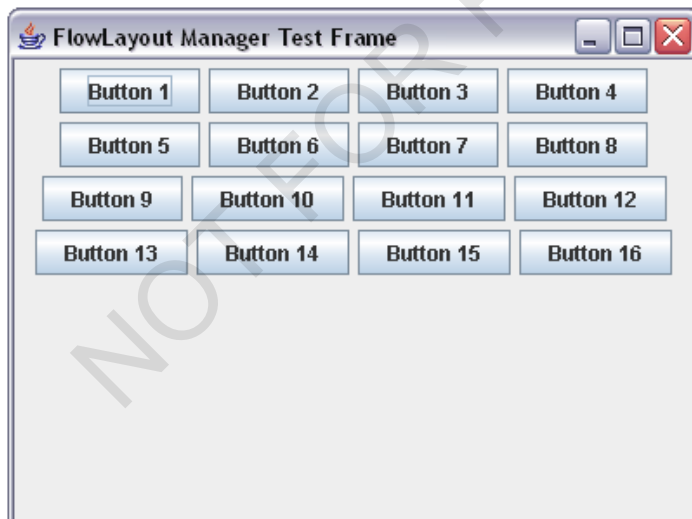 FlowLayout Manager Test Frame
Button 1 Button 2 Button 3 Button 4
Button 5 Button 6 Button 7 Button 8
Button 9 Button 10 Button 11 Button 12
Button 13 Button 14 Button 15 Button 16
NOT FOR